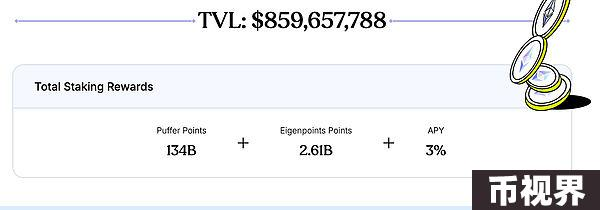 TVL: $859,657,788
Total Staking Rewards
Puffer Points Eigenpoints Points APY
134B + 2.61B + 3%
币视界